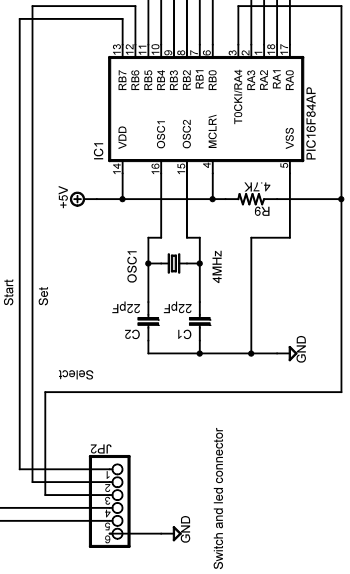 13 12 11 10 9 8 7 6 3 2 1 18 17
RB7 RB6 RB5 RB4 RB3 RB2 RB1 RB0 T0CKI/RA4 RA3 RA2 RA1 RA0
IC1
PIC16F84AP
VDD OSC1 OSC2 MCLR\ VSS
14 16 15 4 5
+5V
4.7K
R9
OSC1
4MHz
22pF
C2
22pF
C1
Start
Set
GND
Select
JP2
1
2
3
4
5
6
GND
Switch and led connector